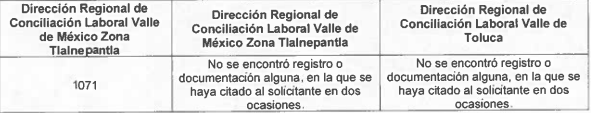 Dirección Regional de
Conciliación Laboral Valle
de México Zona
Tlalnepantla
Dirección Regional de
Conciliación Laboral Valle de
México Zona Tlalnepantla
Dirección Regional de
Conciliación Laboral Valle de
Toluca
1071
No se encontró registro o
documentación alguna, en la que se
haya citado al solicitante en dos
ocasiones.
No se encontró registro o
documentación alguna, en la que se
haya citado al solicitante en dos
ocasiones.